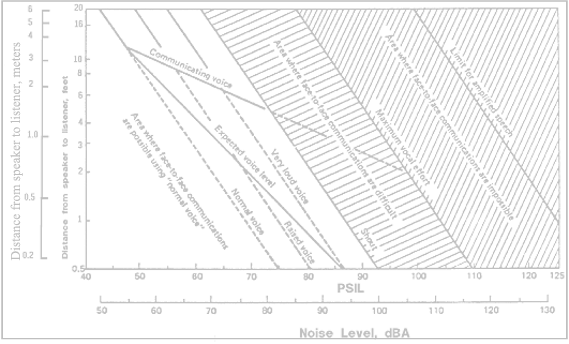 Distance from speaker to listener, meters
6
5
4
3
2
1.0
0.5
0.2
Distance from speaker to listener, feet
20
16
10
8
6
4
3
2
1
0.5
Communicating voice
Area where face-to-face communications
are possible using "normal voice"
Expected voice level
Normal voice
Raised voice
Very loud voice
Shout
Area where face-to-face communications are difficult
Maximum vocal effort
Area where face-to-face communications are impossible
Limit for amplified speech
40 50 60 70 80 90 100 110 120 125
PSIL
50 60 70 80 90 100 110 120 130
Noise Level, dBA